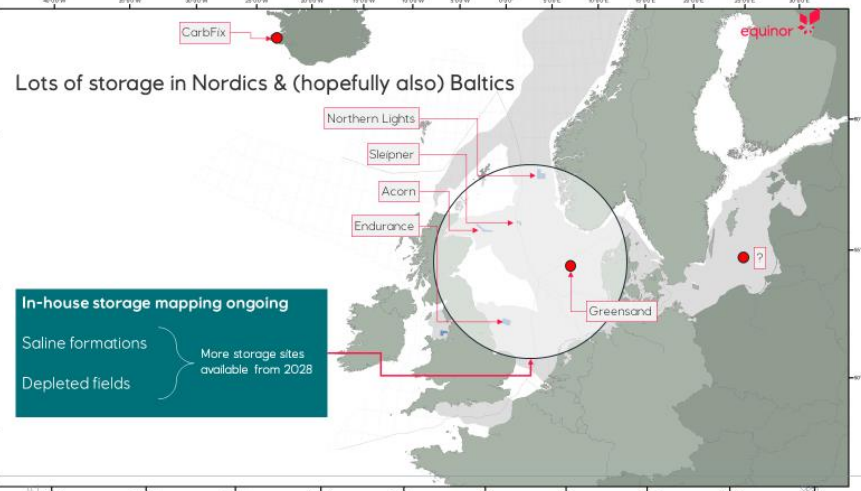 equinor
CarbFix
Lots of storage in Nordics & (hopefully also) Baltics
Northern Lights
Sleipner
Acorn
Endurance
?
Greensand
In-house storage mapping ongoing
Saline formations
Depleted fields
More storage sites
available from 2028